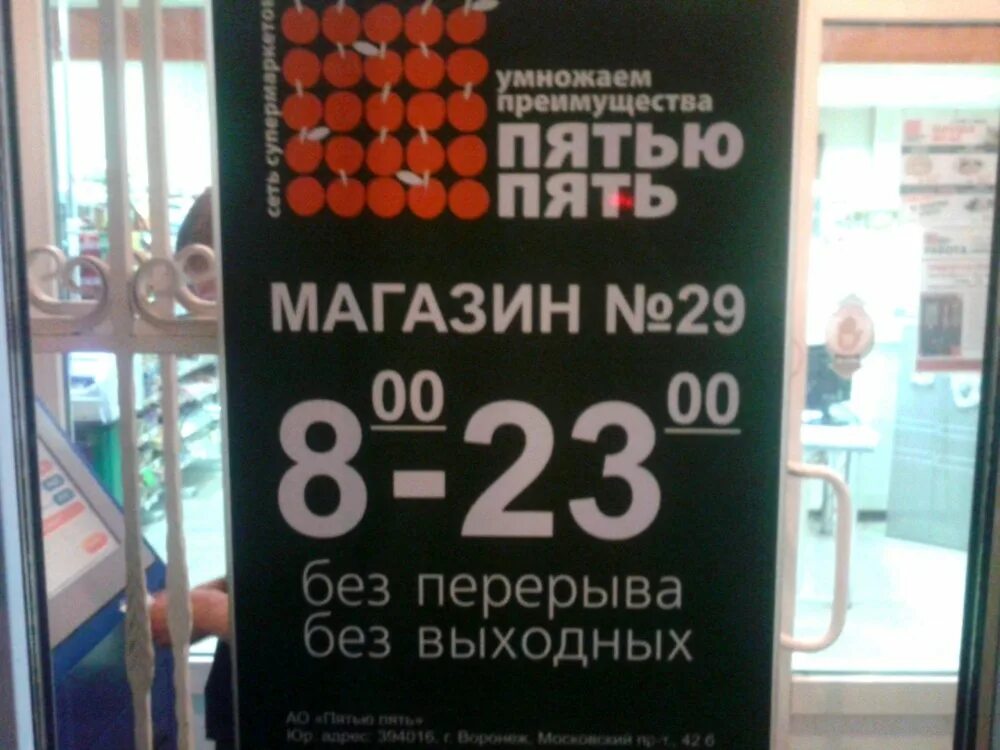 сеть супермаркетов
умножаем
преимущества
ПЯТЬЮ
ПЯТЬ
МАГАЗИН №29
8 00 - 23 00
без перерыва
без выходных
АО «Пятью пять»
Юр. адрес: 394016, г. Воронеж, Московский пр-т., 42 б